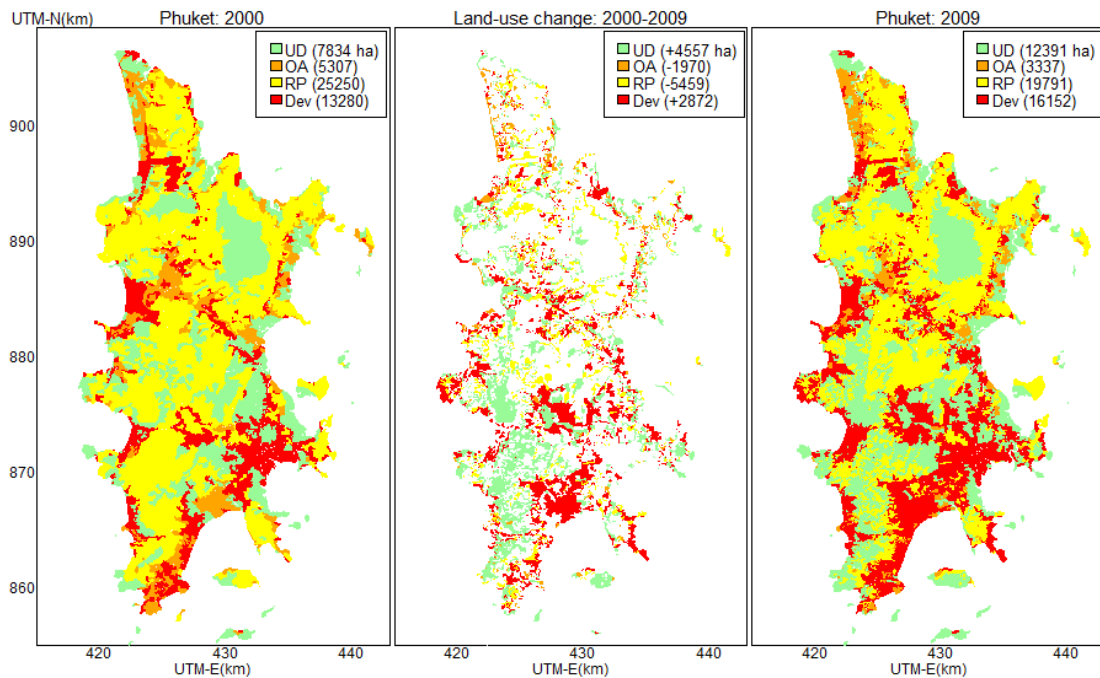 UTM-N(km)
Phuket: 2000
Land-use change: 2000-2009
Phuket: 2009
UD (7834 ha)
OA (5307)
RP (25250)
Dev (13280)
UD (+4557 ha)
OA (-1970)
RP (-5459)
Dev (+2872)
UD (12391 ha)
OA (3337)
RP (19791)
Dev (16152)
900
890
880
870
860
420 430 440
420 430 440
420 430 440
UTM-E(km)
UTM-E(km)
UTM-E(km)